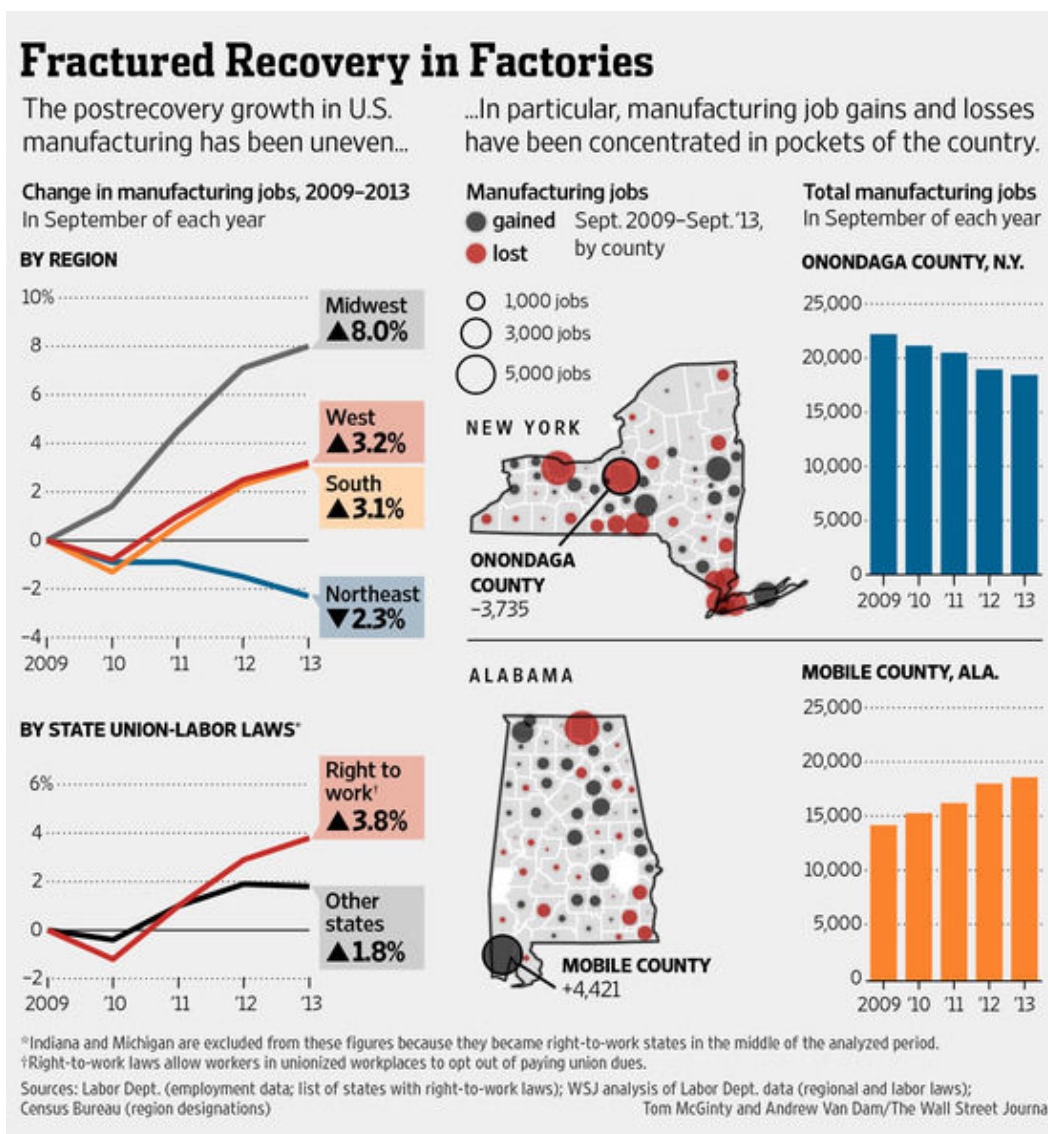 Fractured Recovery in Factories
The postrecovery growth in U.S.
manufacturing has been uneven...
...In particular, manufacturing job gains and losses
have been concentrated in pockets of the country.
Change in manufacturing jobs, 2009–2013
In September of each year
BY REGION
10%
8
6
4
2
0
–2
–4
2009 '10 '11 '12 '13
Midwest
▲8.0%
West
▲3.2%
South
▲3.1%
Northeast
▼2.3%
BY STATE UNION-LABOR LAWS*
6%
4
2
0
–2
2009 '10 '11 '12 '13
Right to
work†
▲3.8%
Other
states
▲1.8%
Manufacturing jobs
gained
lost
Sept. 2009–Sept. '13,
by county
1,000 jobs
3,000 jobs
5,000 jobs
NEW YORK
ONONDAGA
COUNTY
–3,735
ALABAMA
MOBILE COUNTY
+4,421
Total manufacturing jobs
In September of each year
ONONDAGA COUNTY, N.Y.
25,000
20,000
15,000
10,000
5,000
0
2009 '10 '11 '12 '13
MOBILE COUNTY, ALA.
25,000
20,000
15,000
10,000
5,000
0
2009 '10 '11 '12 '13
*Indiana and Michigan are excluded from these figures because they became right-to-work states in the middle of the analyzed period.
†Right-to-work laws allow workers in unionized workplaces to opt out of paying union dues.
Sources: Labor Dept. (employment data; list of states with right-to-work laws); WSJ analysis of Labor Dept. data (regional and labor laws);
Census Bureau (region designations)
Tom McGinty and Andrew Van Dam/The Wall Street Journa